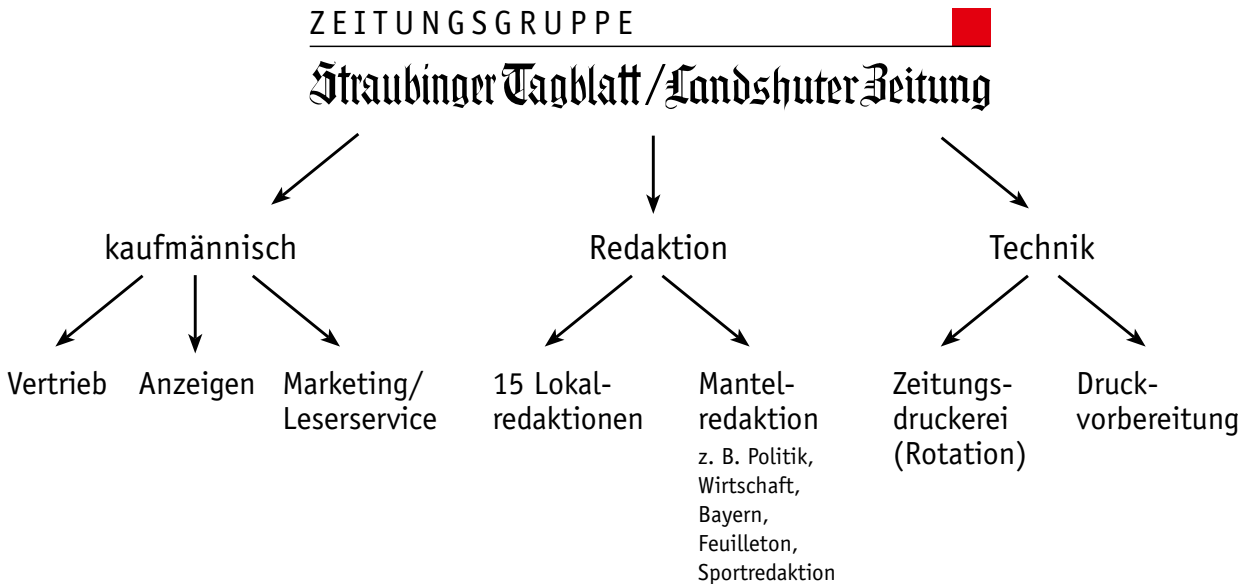 ZEITUNGSGRUPPE
Straubinger Tagblatt/Landshuter Zeitung
kaufmännisch
Redaktion
Technik
Vertrieb
Anzeigen
Marketing/
Leserservice
15 Lokal-
redaktionen
Mantel-
redaktion
z. B. Politik,
Wirtschaft,
Bayern,
Feuilleton,
Sportredaktion
Zeitungs-
druckerei
(Rotation)
Druck-
vorbereitung